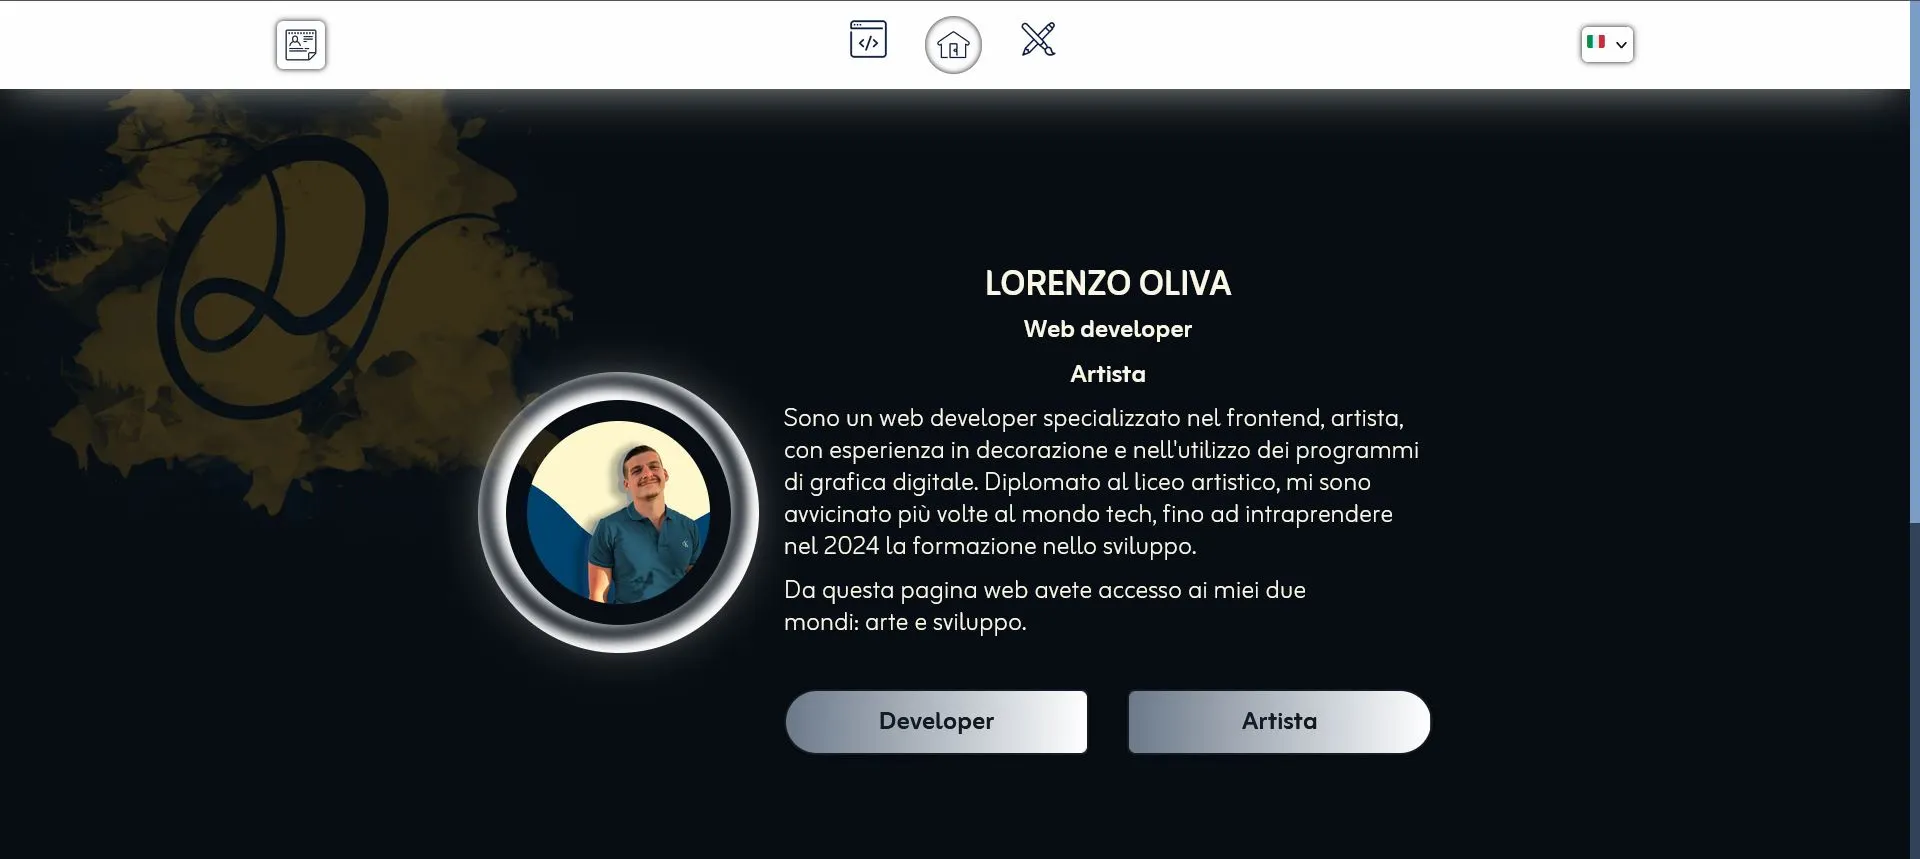 LORENZO OLIVA
Web developer
Artista
Sono un web developer specializzato nel frontend, artista,
con esperienza in decorazione e nell'utilizzo dei programmi
di grafica digitale. Diplomato al liceo artistico, mi sono
avvicinato più volte al mondo tech, fino ad intraprendere
nel 2024 la formazione nello sviluppo.
Da questa pagina web avete accesso ai miei due
mondi: arte e sviluppo.
Developer
Artista